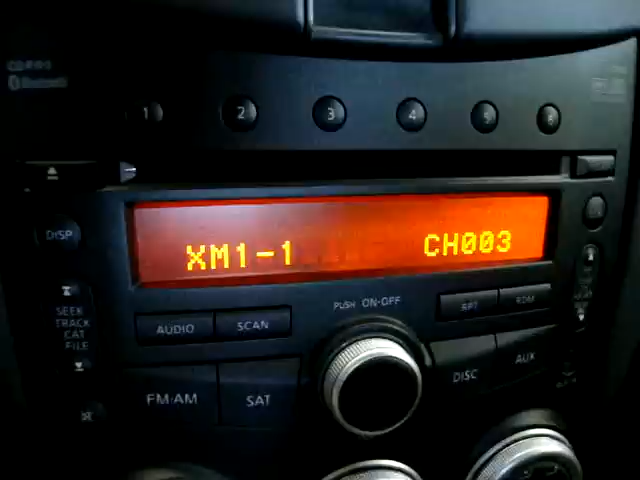 Bluetooth
1 2 3 4 5 6
DISP
XM1-1 CH003
PUSH ON·OFF
RPT RDM
SEEK
TRACK
CAT
FILE
AUDIO SCAN
DISC AUX
FM·AM SAT